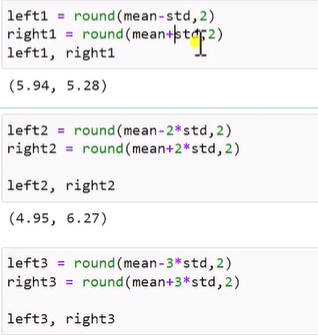 left1 = round(mean-std,2)
right1 = round(mean+std,2)
left1, right1
(5.94, 5.28)
left2 = round(mean-2*std,2)
right2 = round(mean+2*std,2)
left2, right2
(4.95, 6.27)
left3 = round(mean-3*std,2)
right3 = round(mean+3*std,2)
left3, right3